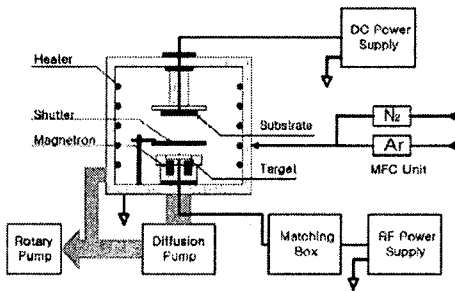 DC Power
Supply
Heater
Shutter
Magnetron
Substrate
Target
N2
Ar
MFC Unit
Rotary
Pump
Diffusion
Pump
Matching
Box
RF Power
Supply